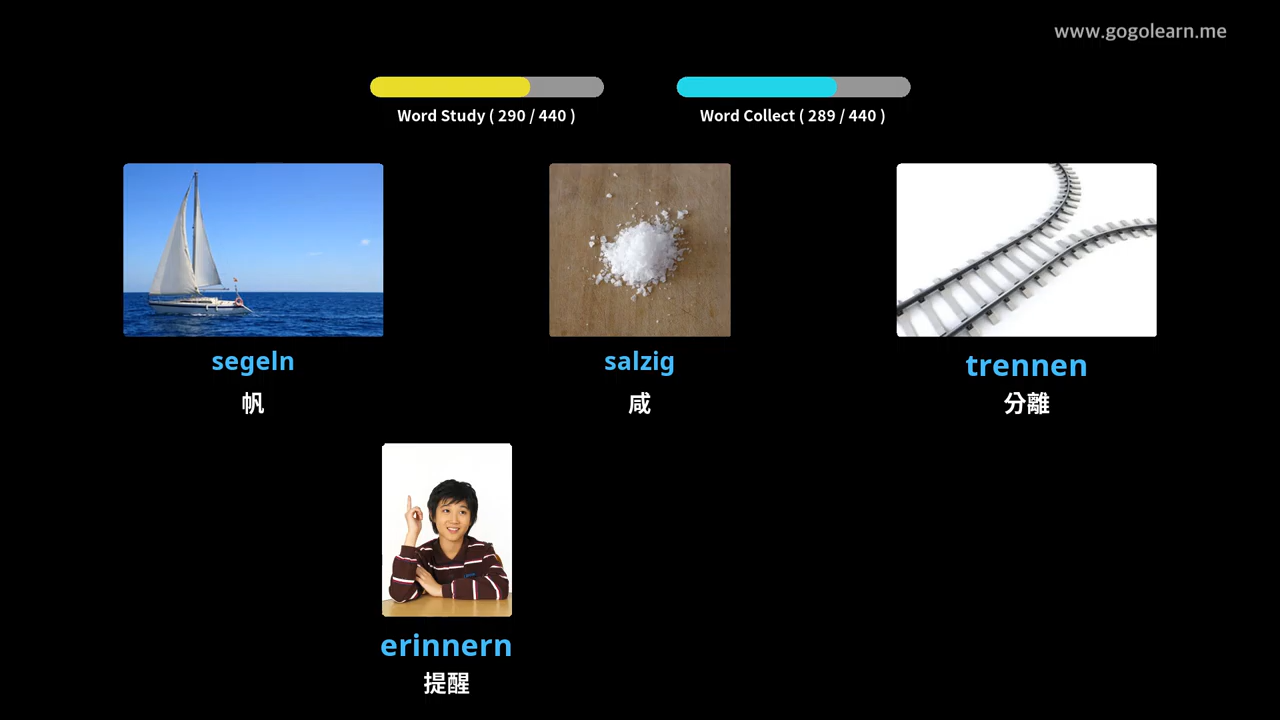 www.gogolearn.me
Word Study ( 290 / 440 )
Word Collect ( 289 / 440 )
segeln
salzig
trennen
帆
咸
分離
erinnern
提醒